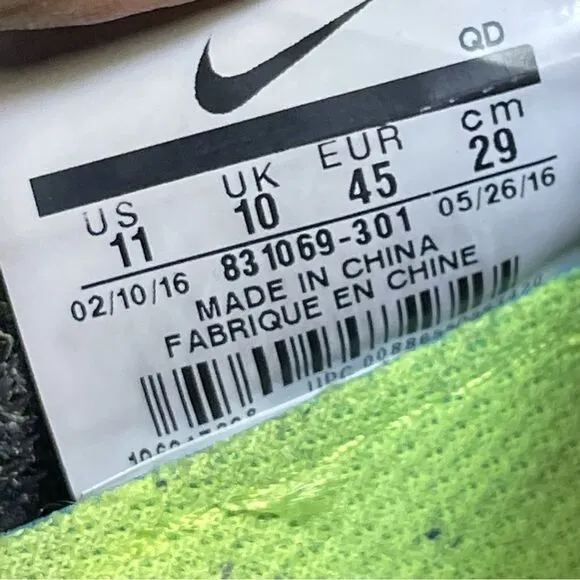 QD
US UK EUR cm
11 10 45 29
02/10/16 831069-301 05/26/16
MADE IN CHINA
FABRIQUE EN CHINE
UPC